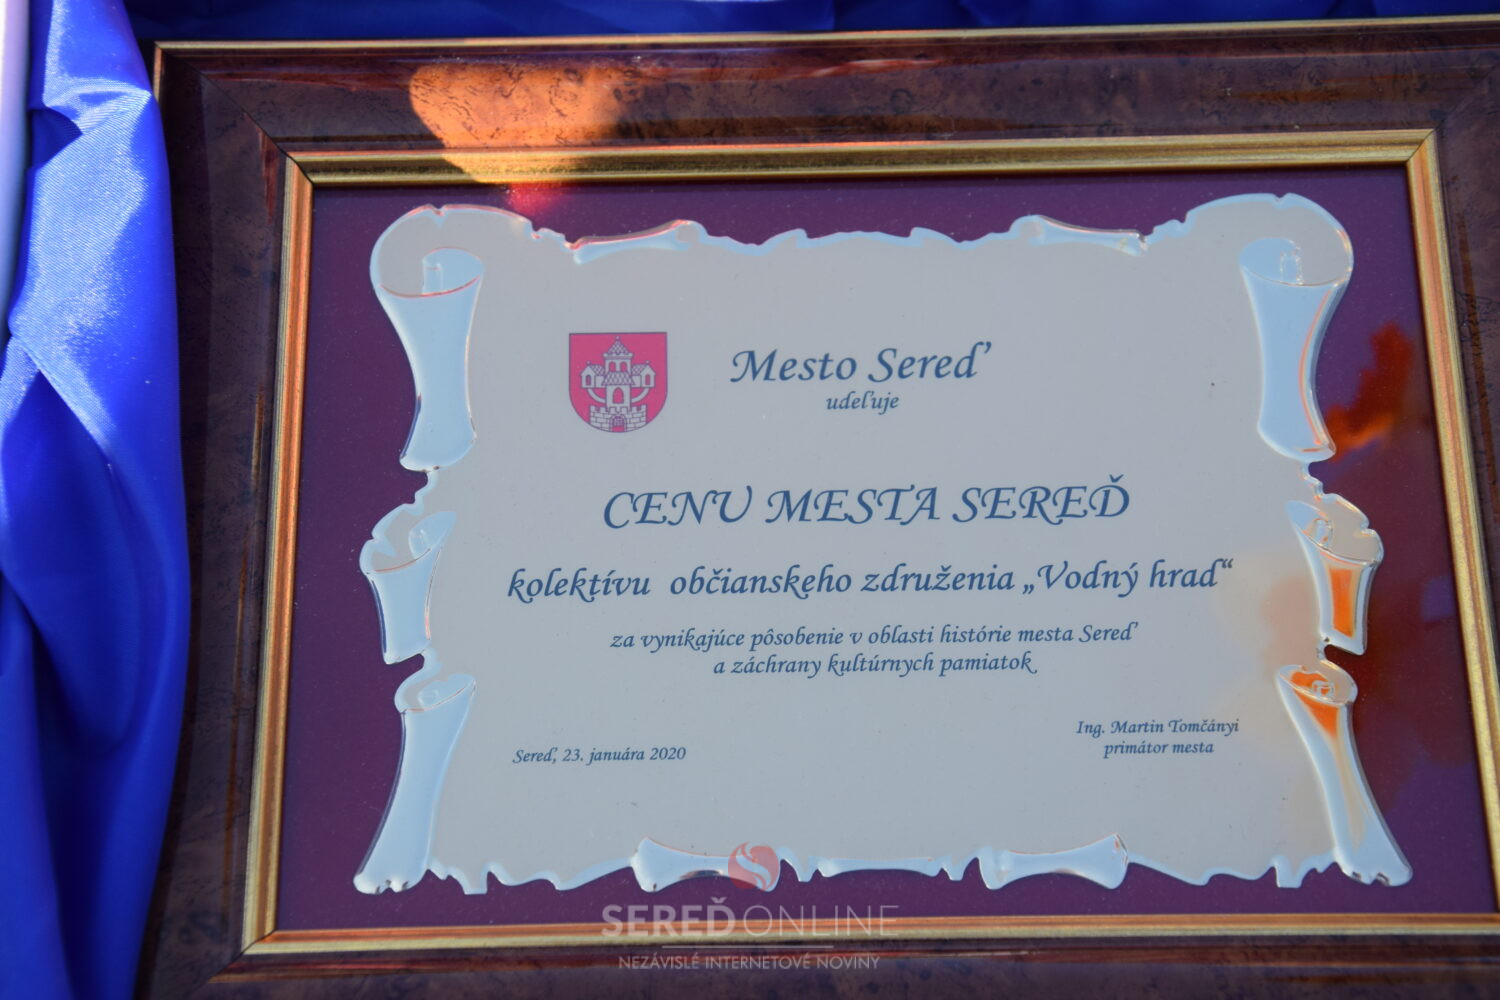 Mesto Sereď
udeľuje
CENU MESTA SEREĎ
kolektívu občianskeho združenia „Vodný hrad“
za vynikajúce pôsobenie v oblasti histórie mesta Sereď
a záchrany kultúrnych pamiatok
Ing. Martin Tomčányi
primátor mesta
Sereď, 23. januára 2020
SEREĎONLINE
NEZÁVISLÉ INTERNETOVÉ NOVINY